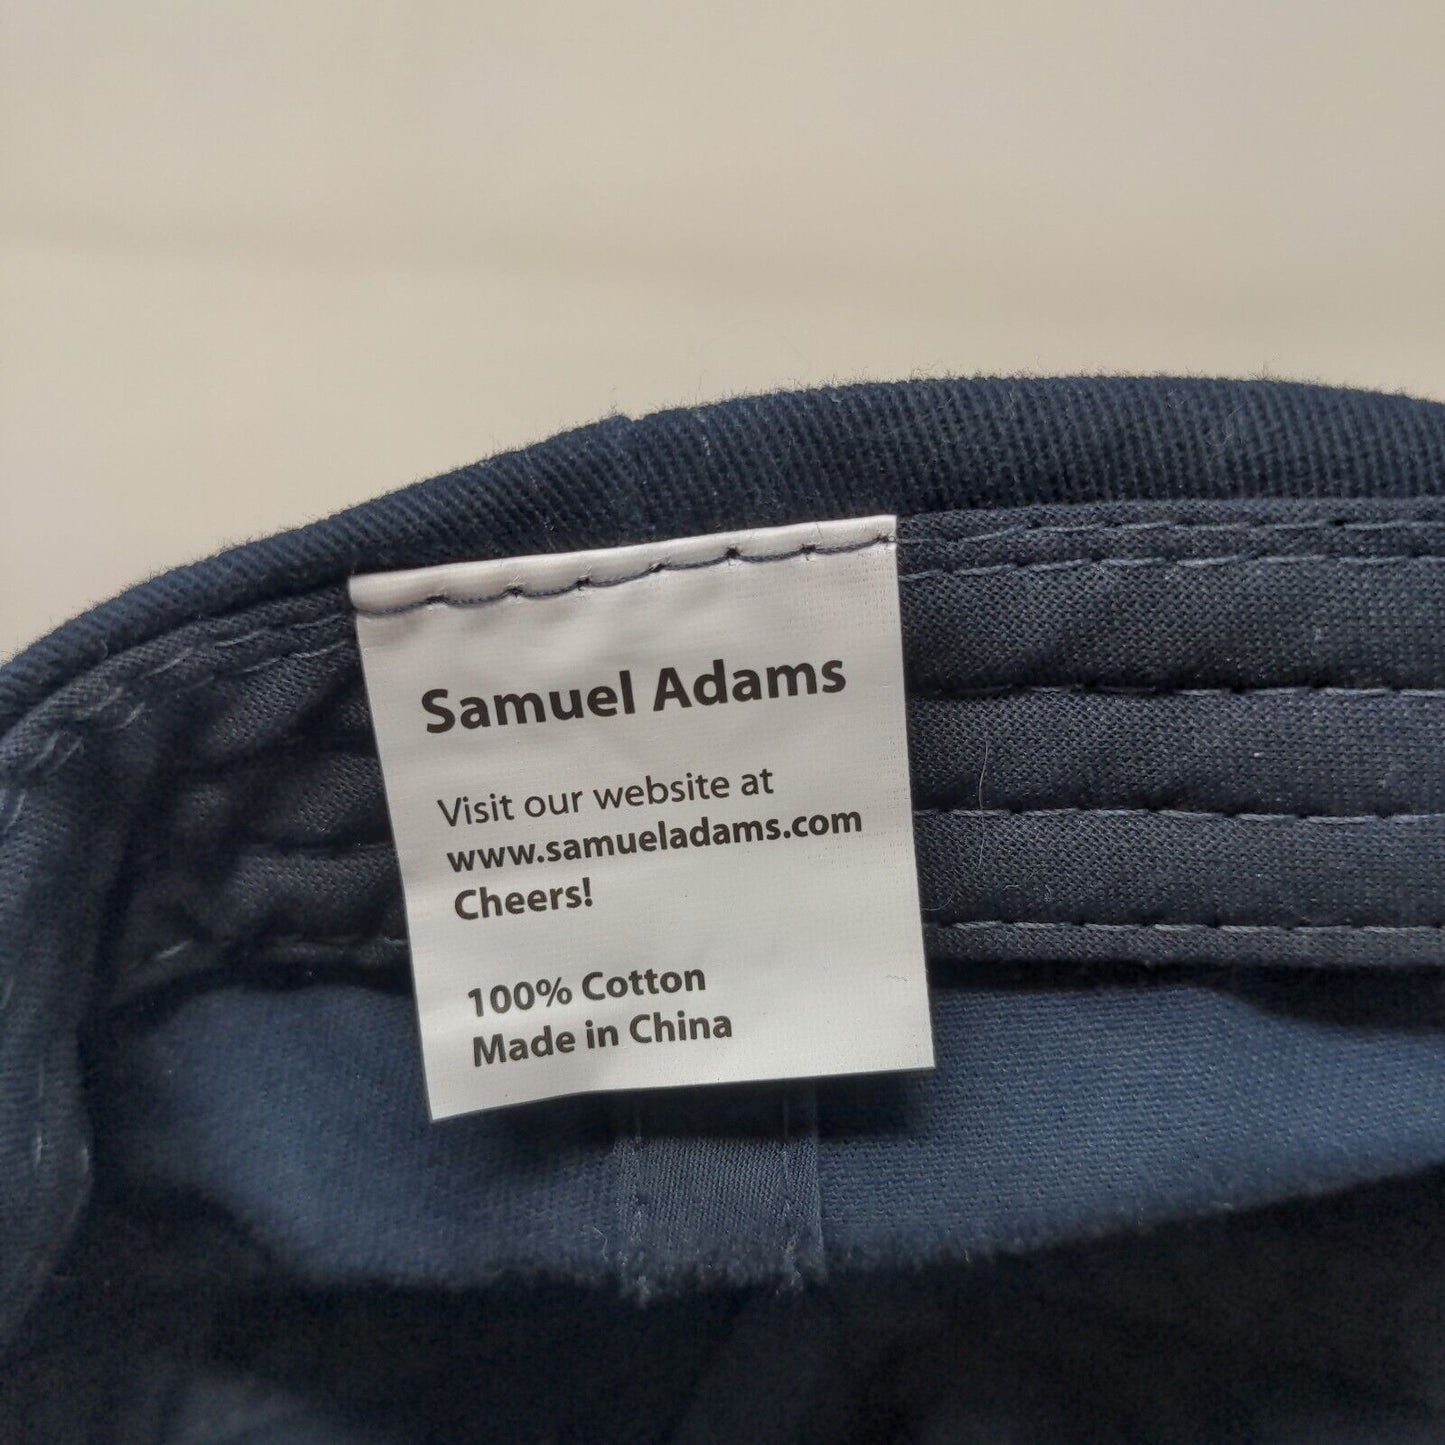 Samuel Adams
Visit our website at
www.samueladams.com
Cheers!
100% Cotton
Made in China